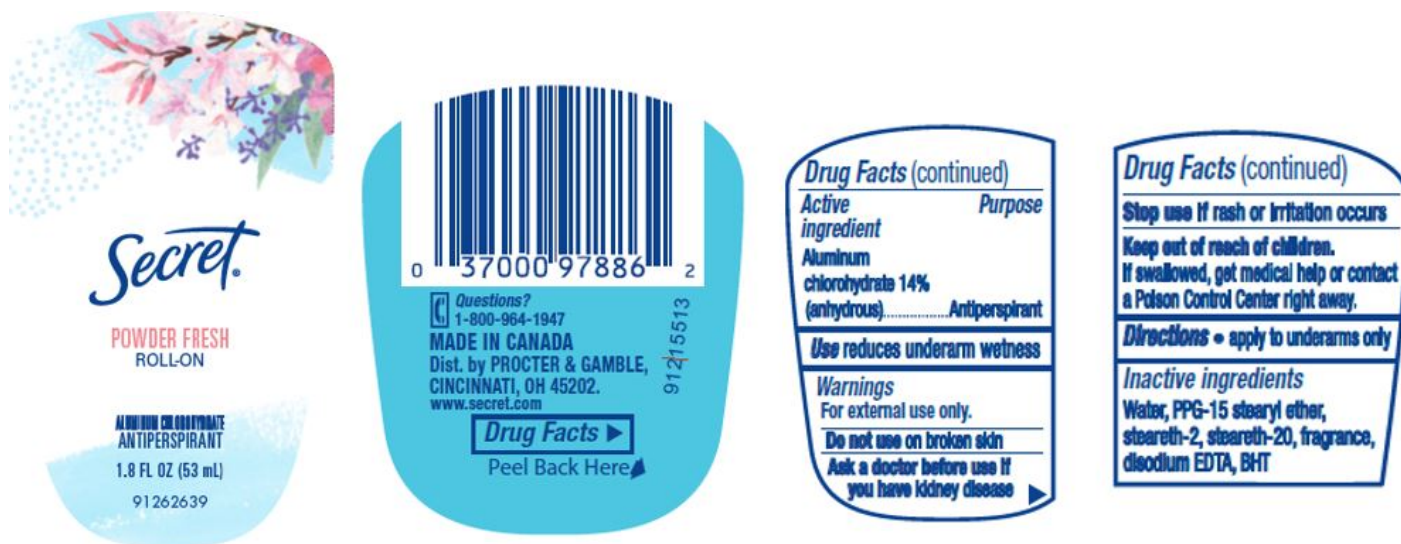 Secret®
POWDER FRESH
ROLL-ON
ALUMINUM CHLOROHYDRATE
ANTIPERSPIRANT
1.8 FL OZ (53 mL)
91262639
0 37000 97886 2
Questions?
1-800-964-1947
MADE IN CANADA
Dist. by PROCTER & GAMBLE,
CINCINNATI, OH 45202.
www.secret.com
91215513
Drug Facts ▶
Peel Back Here
Drug Facts (continued)
Active Purpose
ingredient
Aluminum
chlorohydrate 14%
(anhydrous)...................Antiperspirant
Use reduces underarm wetness
Warnings
For external use only.
Do not use on broken skin
Ask a doctor before use if
you have kidney disease ▶
Drug Facts (continued)
Stop use if rash or irritation occurs
Keep out of reach of children.
If swallowed, get medical help or contact
a Poison Control Center right away.
Directions • apply to underarms only
Inactive ingredients
Water, PPG-15 stearyl ether,
steareth-2, steareth-20, fragrance,
disodium EDTA, BHT